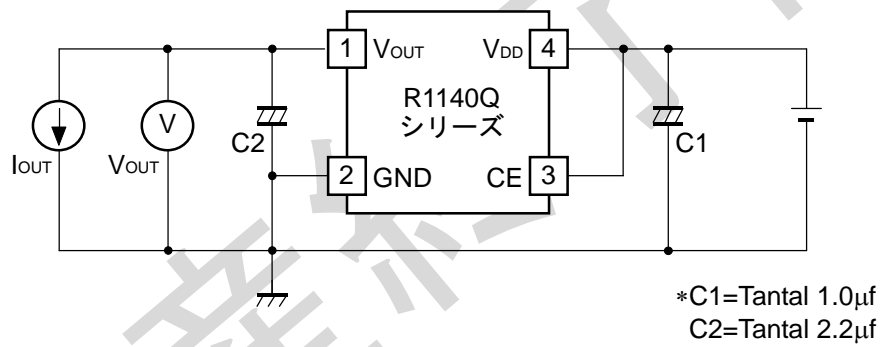 1 VOUT VDD 4
R1140Q
シリーズ
IOUT VOUT V C2 C1
2 GND CE 3
*C1=Tantal 1.0μf
C2=Tantal 2.2μf